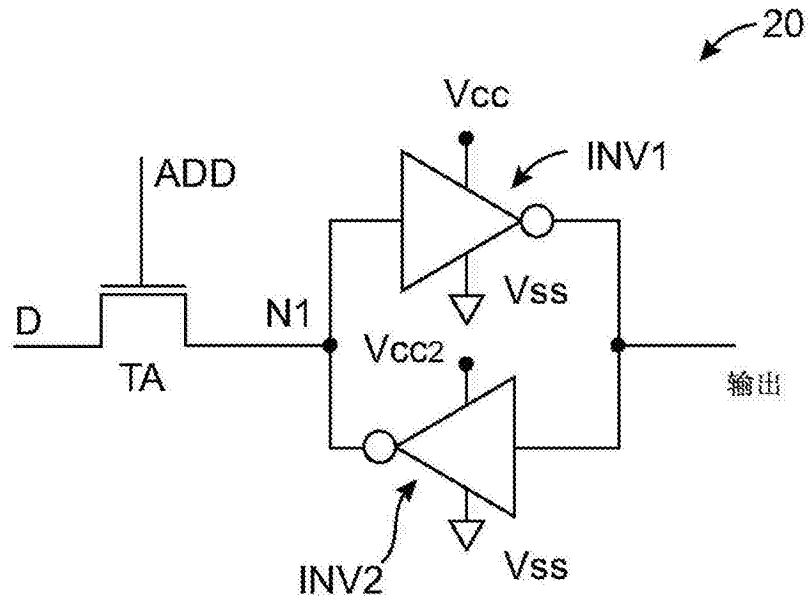 20
Vcc
INV1
ADD
Vss
D
N1
Vcc2
TA
输出
INV2
Vss